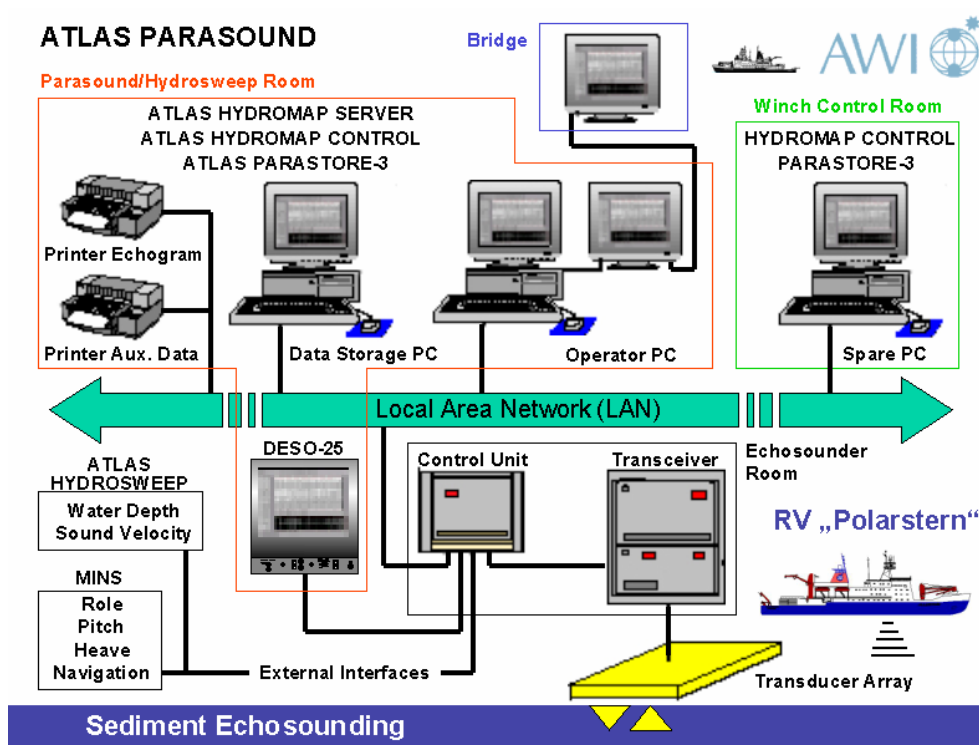 ATLAS PARASOUND
Bridge
AWI
Parasound/Hydrosweep Room
Winch Control Room
ATLAS HYDROMAP SERVER
ATLAS HYDROMAP CONTROL
ATLAS PARASTORE-3
HYDROMAP CONTROL
PARASTORE-3
Printer Echogram
Printer Aux. Data
Data Storage PC
Operator PC
Spare PC
Local Area Network (LAN)
DESO-25
Control Unit
Transceiver
Echosounder
Room
ATLAS
HYDROSWEEP
Water Depth
Sound Velocity
RV „Polarstern“
MINS
Role
Pitch
Heave
Navigation
External Interfaces
Transducer Array
Sediment Echosounding